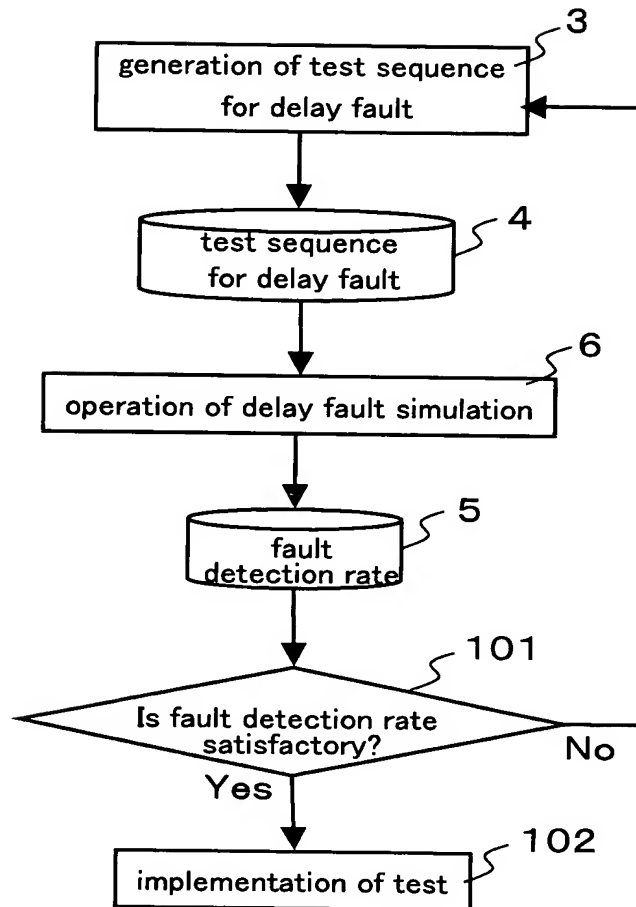 3
generation of test sequence
for delay fault
4
test sequence
for delay fault
6
operation of delay fault simulation
5
fault
detection rate
101
Is fault detection rate
satisfactory?
No
Yes
102
implementation of test